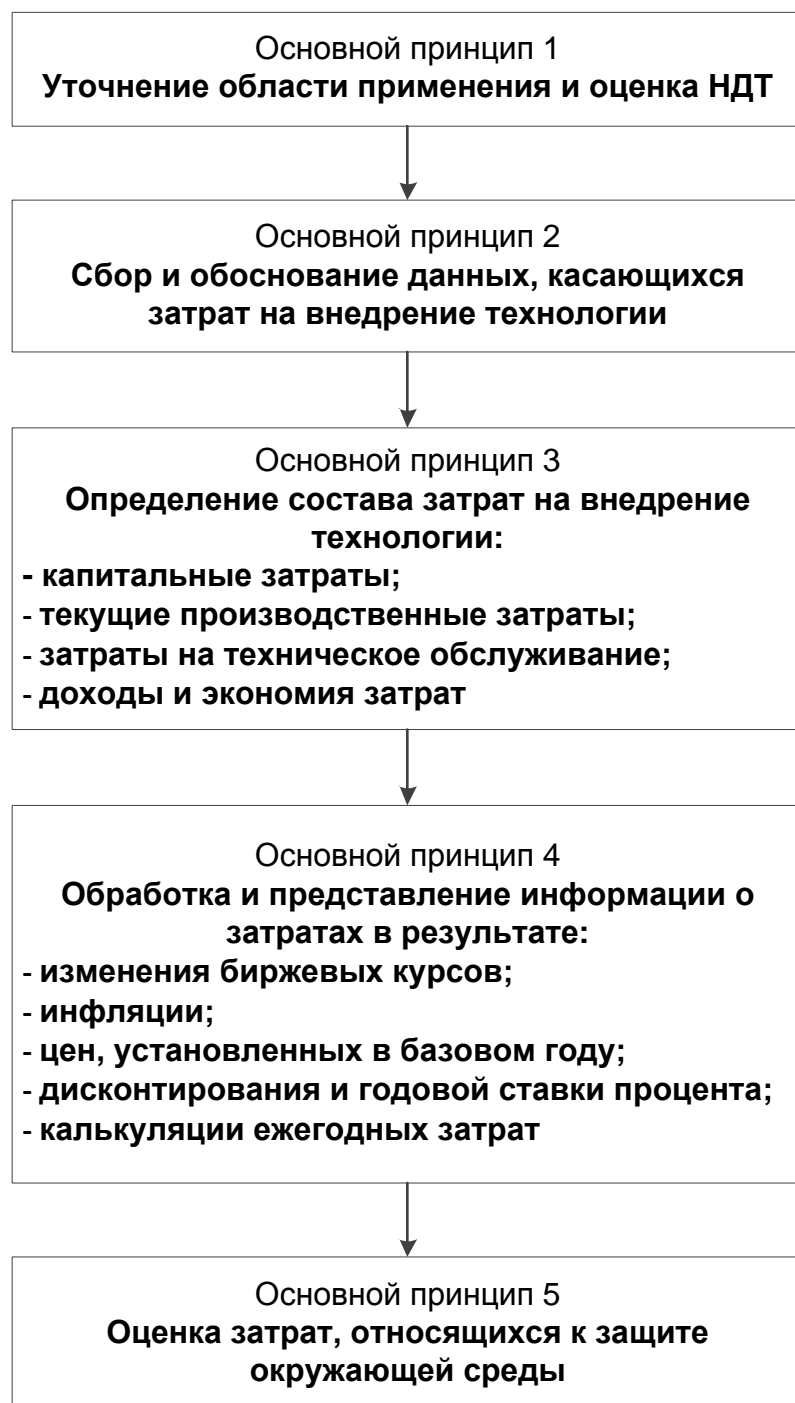 Основной принцип 1
Уточнение области применения и оценка НДТ
Основной принцип 2
Сбор и обоснование данных, касающихся
затрат на внедрение технологии
Основной принцип 3
Определение состава затрат на внедрение
технологии:
- капитальные затраты;
- текущие производственные затраты;
- затраты на техническое обслуживание;
- доходы и экономия затрат
Основной принцип 4
Обработка и представление информации о
затратах в результате:
- изменения биржевых курсов;
- инфляции;
- цен, установленных в базовом году;
- дисконтирования и годовой ставки процента;
- калькуляции ежегодных затрат
Основной принцип 5
Оценка затрат, относящихся к защите
окружающей среды